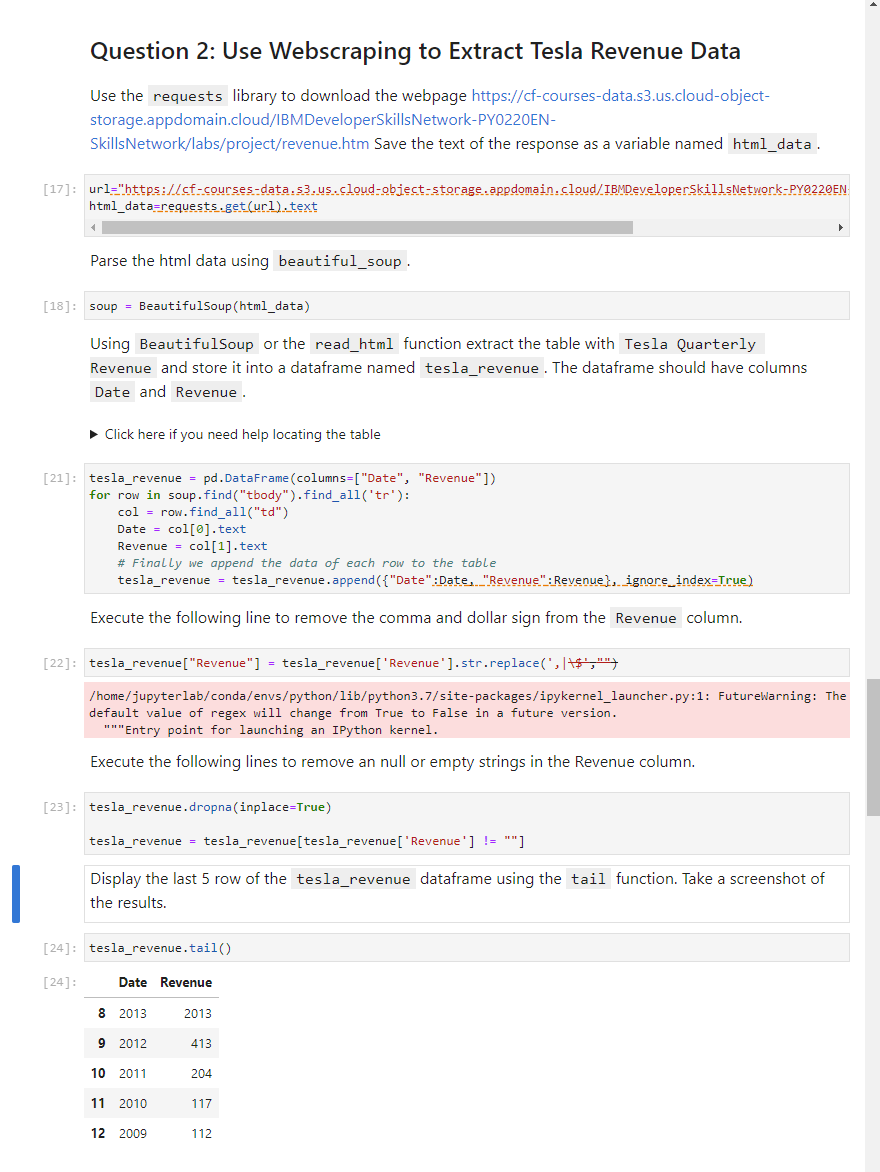 Question 2: Use Webscraping to Extract Tesla Revenue Data
Use the requests library to download the webpage https://cf-courses-data.s3.us.cloud-object-
storage.appdomain.cloud/IBMDeveloperSkillsNetwork-PY0220EN-
SkillsNetwork/labs/project/revenue.htm Save the text of the response as a variable named html_data.
[17]: url="https://cf-courses-data.s3.us.cloud-object-storage.appdomain.cloud/IBMDeveloperSkillsNetwork-PY0220EN-
html_data=requests.get(url).text
Parse the html data using beautiful_soup.
[18]: soup = BeautifulSoup(html_data)
Using BeautifulSoup or the read_html function extract the table with Tesla Quarterly
Revenue and store it into a dataframe named tesla_revenue. The dataframe should have columns
Date and Revenue.
Click here if you need help locating the table
[21]: tesla_revenue = pd.DataFrame(columns=["Date", "Revenue"])
for row in soup.find("tbody").find_all('tr'):
    col = row.find_all("td")
    Date = col[0].text
    Revenue = col[1].text
    # Finally we append the data of each row to the table
    tesla_revenue = tesla_revenue.append({"Date":Date, "Revenue":Revenue}, ignore_index=True)
Execute the following line to remove the comma and dollar sign from the Revenue column.
[22]: tesla_revenue["Revenue"] = tesla_revenue['Revenue'].str.replace(',|\$',"")
/home/jupyterlab/conda/envs/python/lib/python3.7/site-packages/ipykernel_launcher.py:1: FutureWarning: The
default value of regex will change from True to False in a future version.
  """Entry point for launching an IPython kernel.
Execute the following lines to remove an null or empty strings in the Revenue column.
[23]: tesla_revenue.dropna(inplace=True)
tesla_revenue = tesla_revenue[tesla_revenue['Revenue'] != ""]
Display the last 5 row of the tesla_revenue dataframe using the tail function. Take a screenshot of
the results.
[24]: tesla_revenue.tail()
[24]: Date Revenue
8 2013 2013
9 2012 413
10 2011 204
11 2010 117
12 2009 112